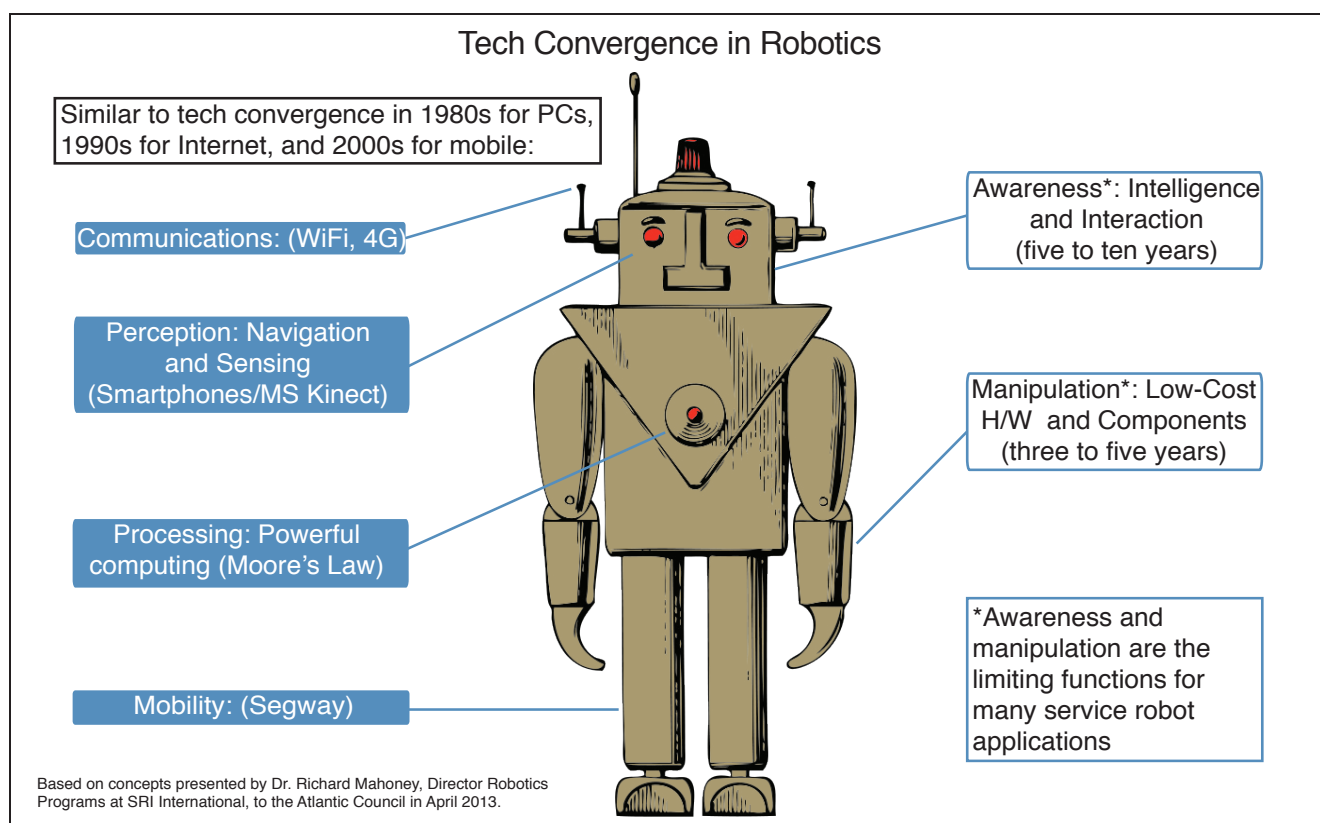 Tech Convergence in Robotics
Similar to tech convergence in 1980s for PCs,
1990s for Internet, and 2000s for mobile:
Communications: (WiFi, 4G)
Perception: Navigation
and Sensing
(Smartphones/MS Kinect)
Processing: Powerful
computing (Moore's Law)
Mobility: (Segway)
Awareness*: Intelligence
and Interaction
(five to ten years)
Manipulation*: Low-Cost
H/W and Components
(three to five years)
*Awareness and
manipulation are the
limiting functions for
many service robot
applications
Based on concepts presented by Dr. Richard Mahoney, Director Robotics
Programs at SRI International, to the Atlantic Council in April 2013.